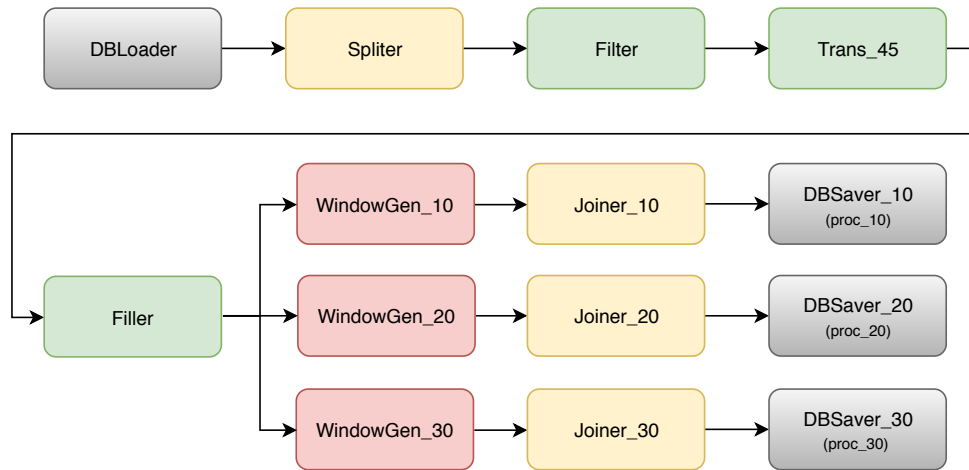 DBLoader
Spliter
Filter
Trans_45
WindowGen_10
Joiner_10
DBSaver_10
(proc_10)
Filler
WindowGen_20
Joiner_20
DBSaver_20
(proc_20)
WindowGen_30
Joiner_30
DBSaver_30
(proc_30)